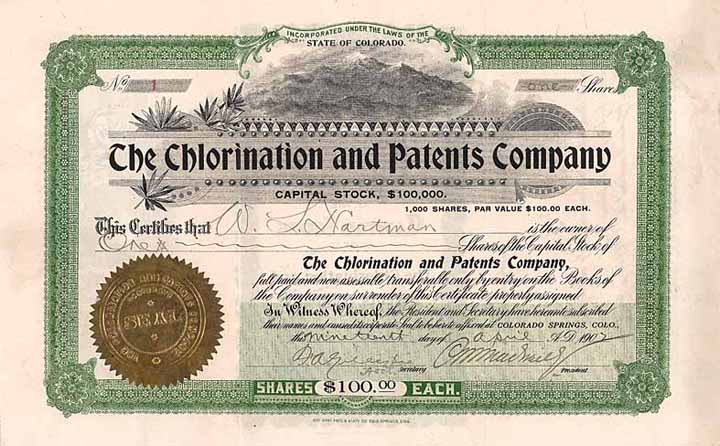 INCORPORATED UNDER THE LAWS OF THE
STATE OF COLORADO.
No. 1
one Shares
The Chlorination and Patents Company
CAPITAL STOCK, $100,000.
1,000 SHARES, PAR VALUE $100.00 EACH.
This Certifies that W. L. Hartman is the owner of
One Shares of the Capital Stock of
The Chlorination and Patents Company,
full paid and non assessable, transferable only by entry on the Books of
the Company on surrender of this Certificate properly assigned
In Witness Whereof, the President and Secretary have hereunto subscribed
their names and caused its corporate Seal to be hereto affixed at COLORADO SPRINGS, COLO.,
this nineteenth day of April A.D. 1902
Secretary
President
SEAL
SHARES $100.00 EACH.